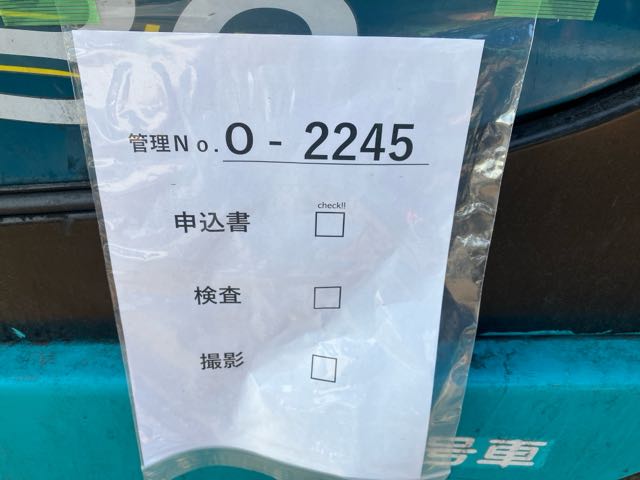 管理No. O - 2245
check!!
申込書 □
検査 □
撮影 □
号車